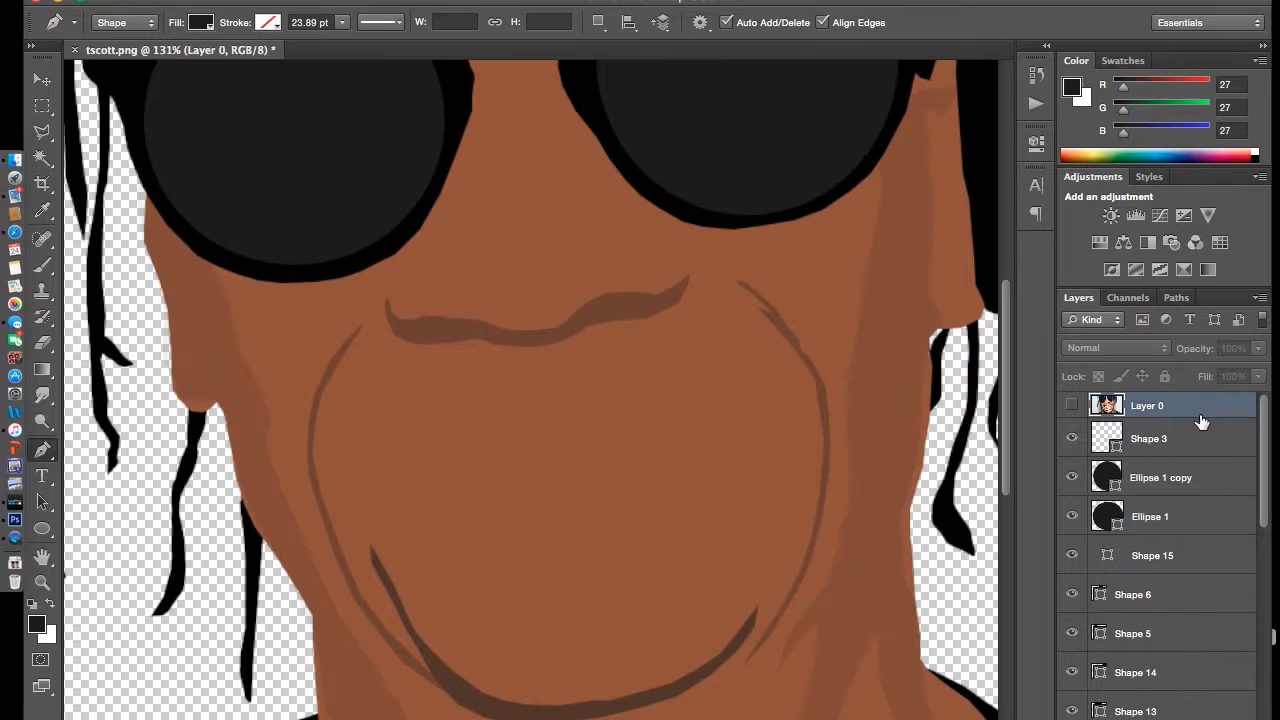 Shape Fill: Stroke: 23.89 pt W: H: Auto Add/Delete Align Edges Essentials
× tscott.png @ 131% (Layer 0, RGB/8) *
Color Swatches
R 27
G 27
B 27
Adjustments Styles
Add an adjustment
Layers Channels Paths
Kind
Normal Opacity: 100%
Lock: Fill: 100%
Layer 0
Shape 3
Ellipse 1 copy
Ellipse 1
Shape 15
Shape 6
Shape 5
Shape 14
Shape 13